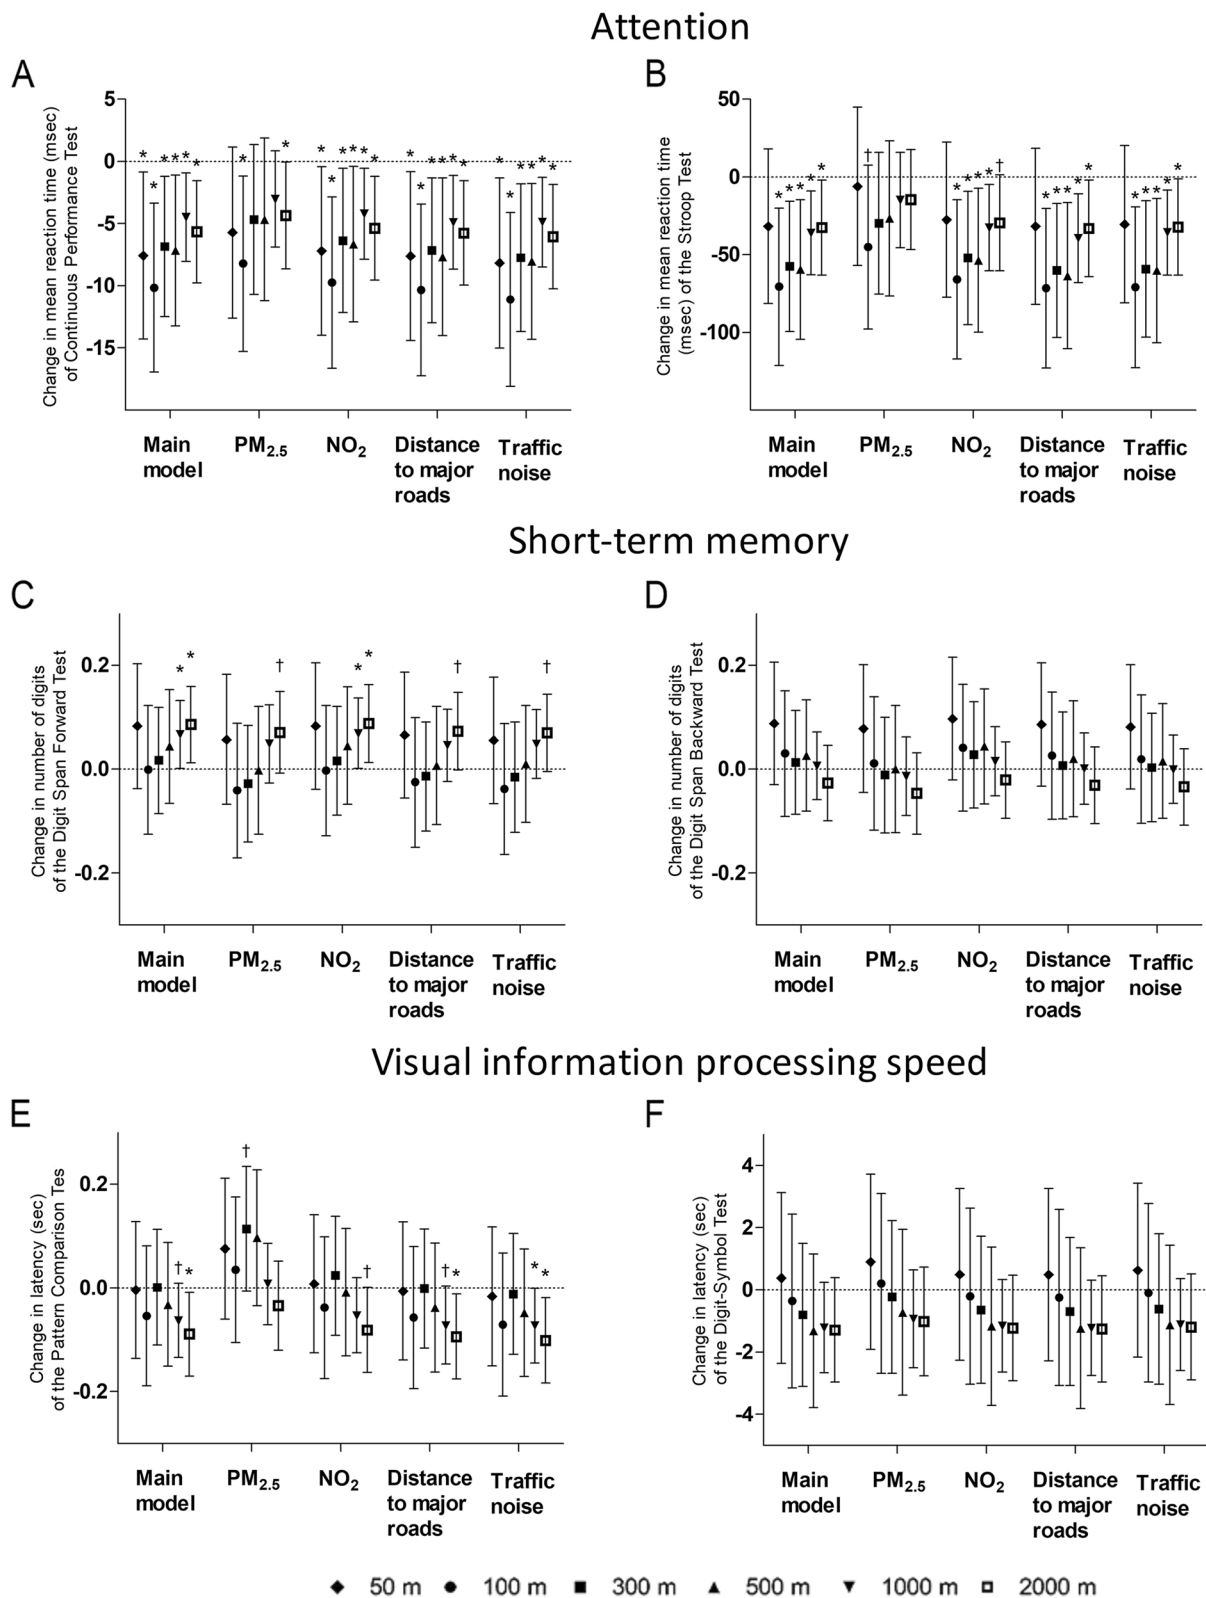 Attention
A
B
Change in mean reaction time (msec)
of Continuous Performance Test
5
0
-5
-10
-15
* * * * * *
* *
* * * * * *
* * * * * *
* * * * * *
Main
model
PM2.5
NO2
Distance
to major
roads
Traffic
noise
Change in mean reaction time
(msec) of the Stroop Test
50
0
-50
-100
* * * * *
†
* * * * †
* * * * *
* * * * *
Main
model
PM2.5
NO2
Distance
to major
roads
Traffic
noise
Short-term memory
C
D
Change in number of digits
of the Digit Span Forward Test
0.2
0.0
-0.2
* *
†
* *
†
†
Main
model
PM2.5
NO2
Distance
to major
roads
Traffic
noise
Change in number of digits
of the Digit Span Backward Test
0.2
0.0
-0.2
Main
model
PM2.5
NO2
Distance
to major
roads
Traffic
noise
Visual information processing speed
E
F
Change in latency (sec)
of the Pattern Comparison Tes
0.2
0.0
-0.2
† *
†
†
† *
* *
Main
model
PM2.5
NO2
Distance
to major
roads
Traffic
noise
Change in latency (sec)
of the Digit-Symbol Test
4
2
0
-2
-4
Main
model
PM2.5
NO2
Distance
to major
roads
Traffic
noise
50 m 100 m 300 m 500 m 1000 m 2000 m